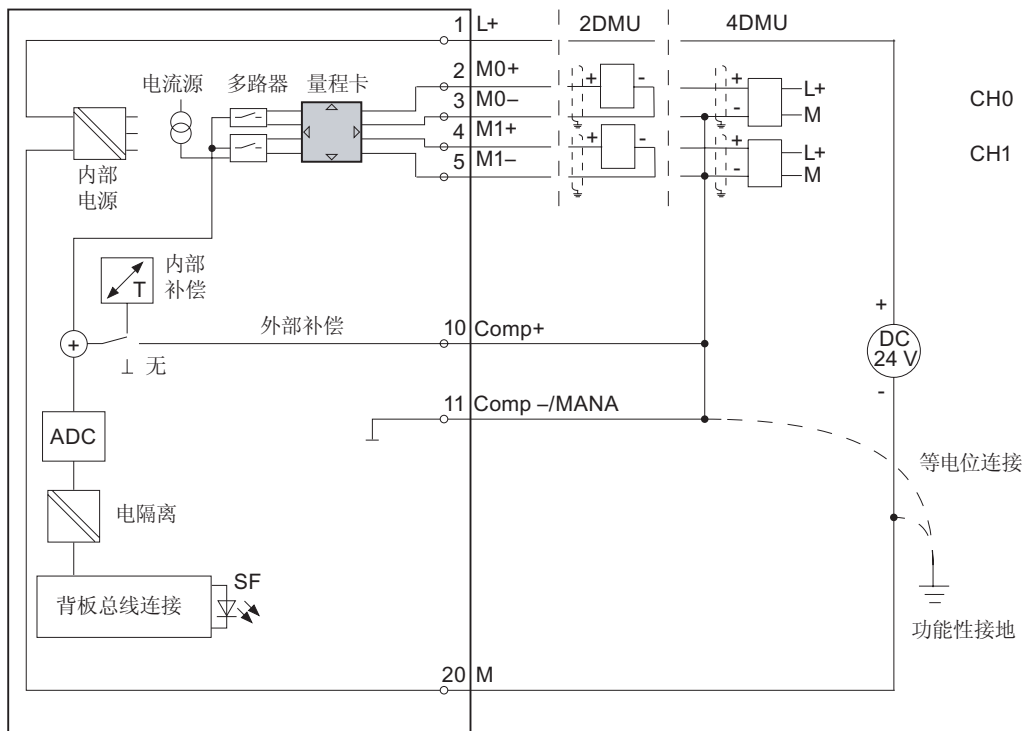 1 L+ 2DMU 4DMU
2 M0+
3 M0–
4 M1+
5 M1–
电流源 多路器 量程卡
+ - + - L+
M
CH0
+ - + - L+
M
CH1
内部
电源
内部
补偿
T
+
外部补偿
10 Comp+
⊥ 无
11 Comp –/MANA
+
DC
24 V
-
ADC
等电位连接
电隔离
SF
背板总线连接
功能性接地
20 M